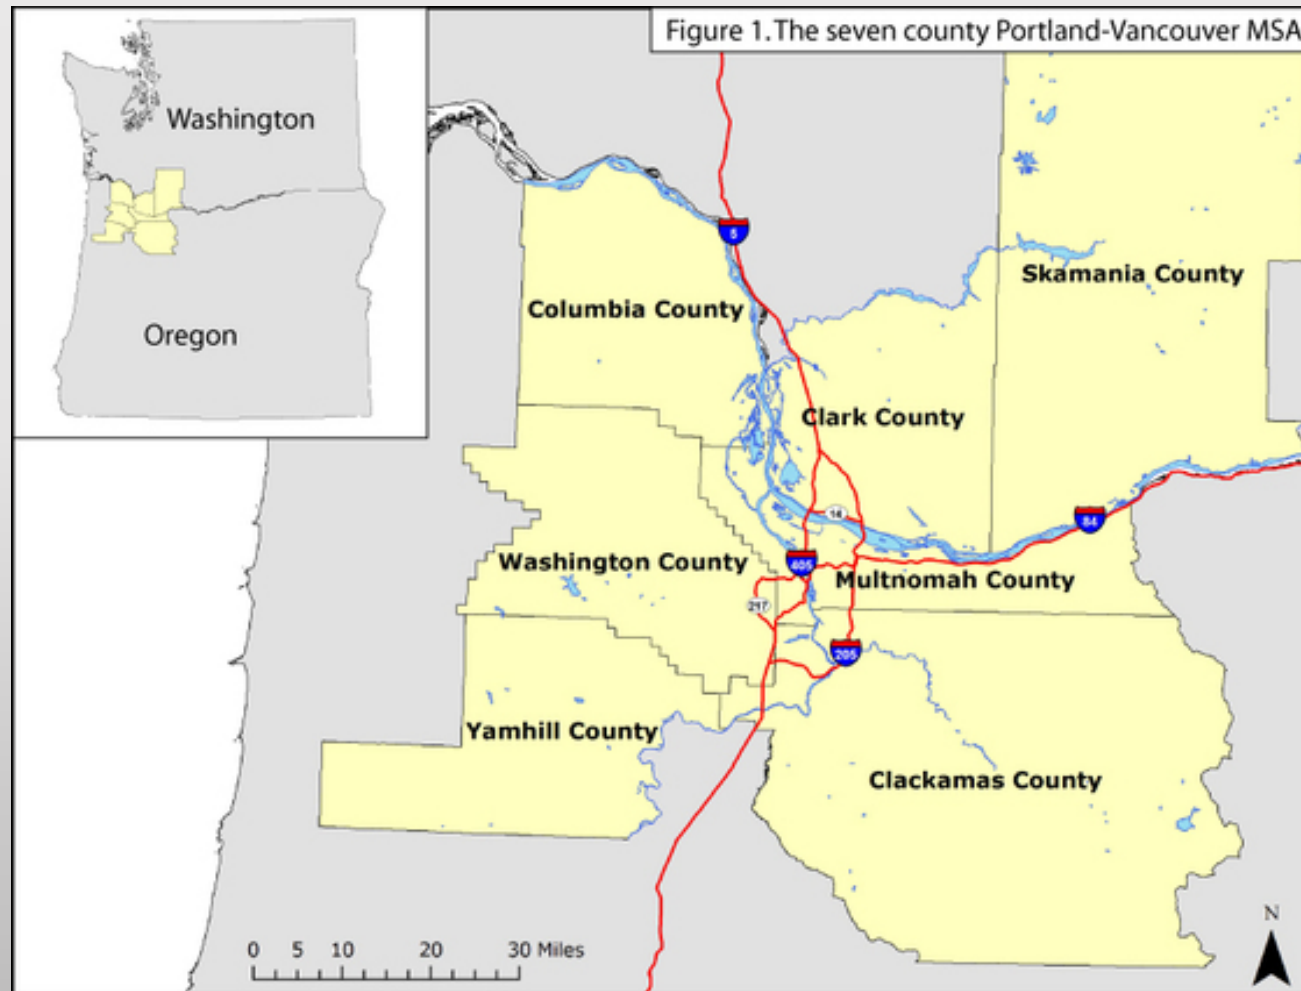 Figure 1. The seven county Portland-Vancouver MSA
Washington
Oregon
5
Skamania County
Columbia County
Clark County
14
84
Washington County
405
Multnomah County
217
205
Yamhill County
Clackamas County
N
0 5 10 20 30 Miles